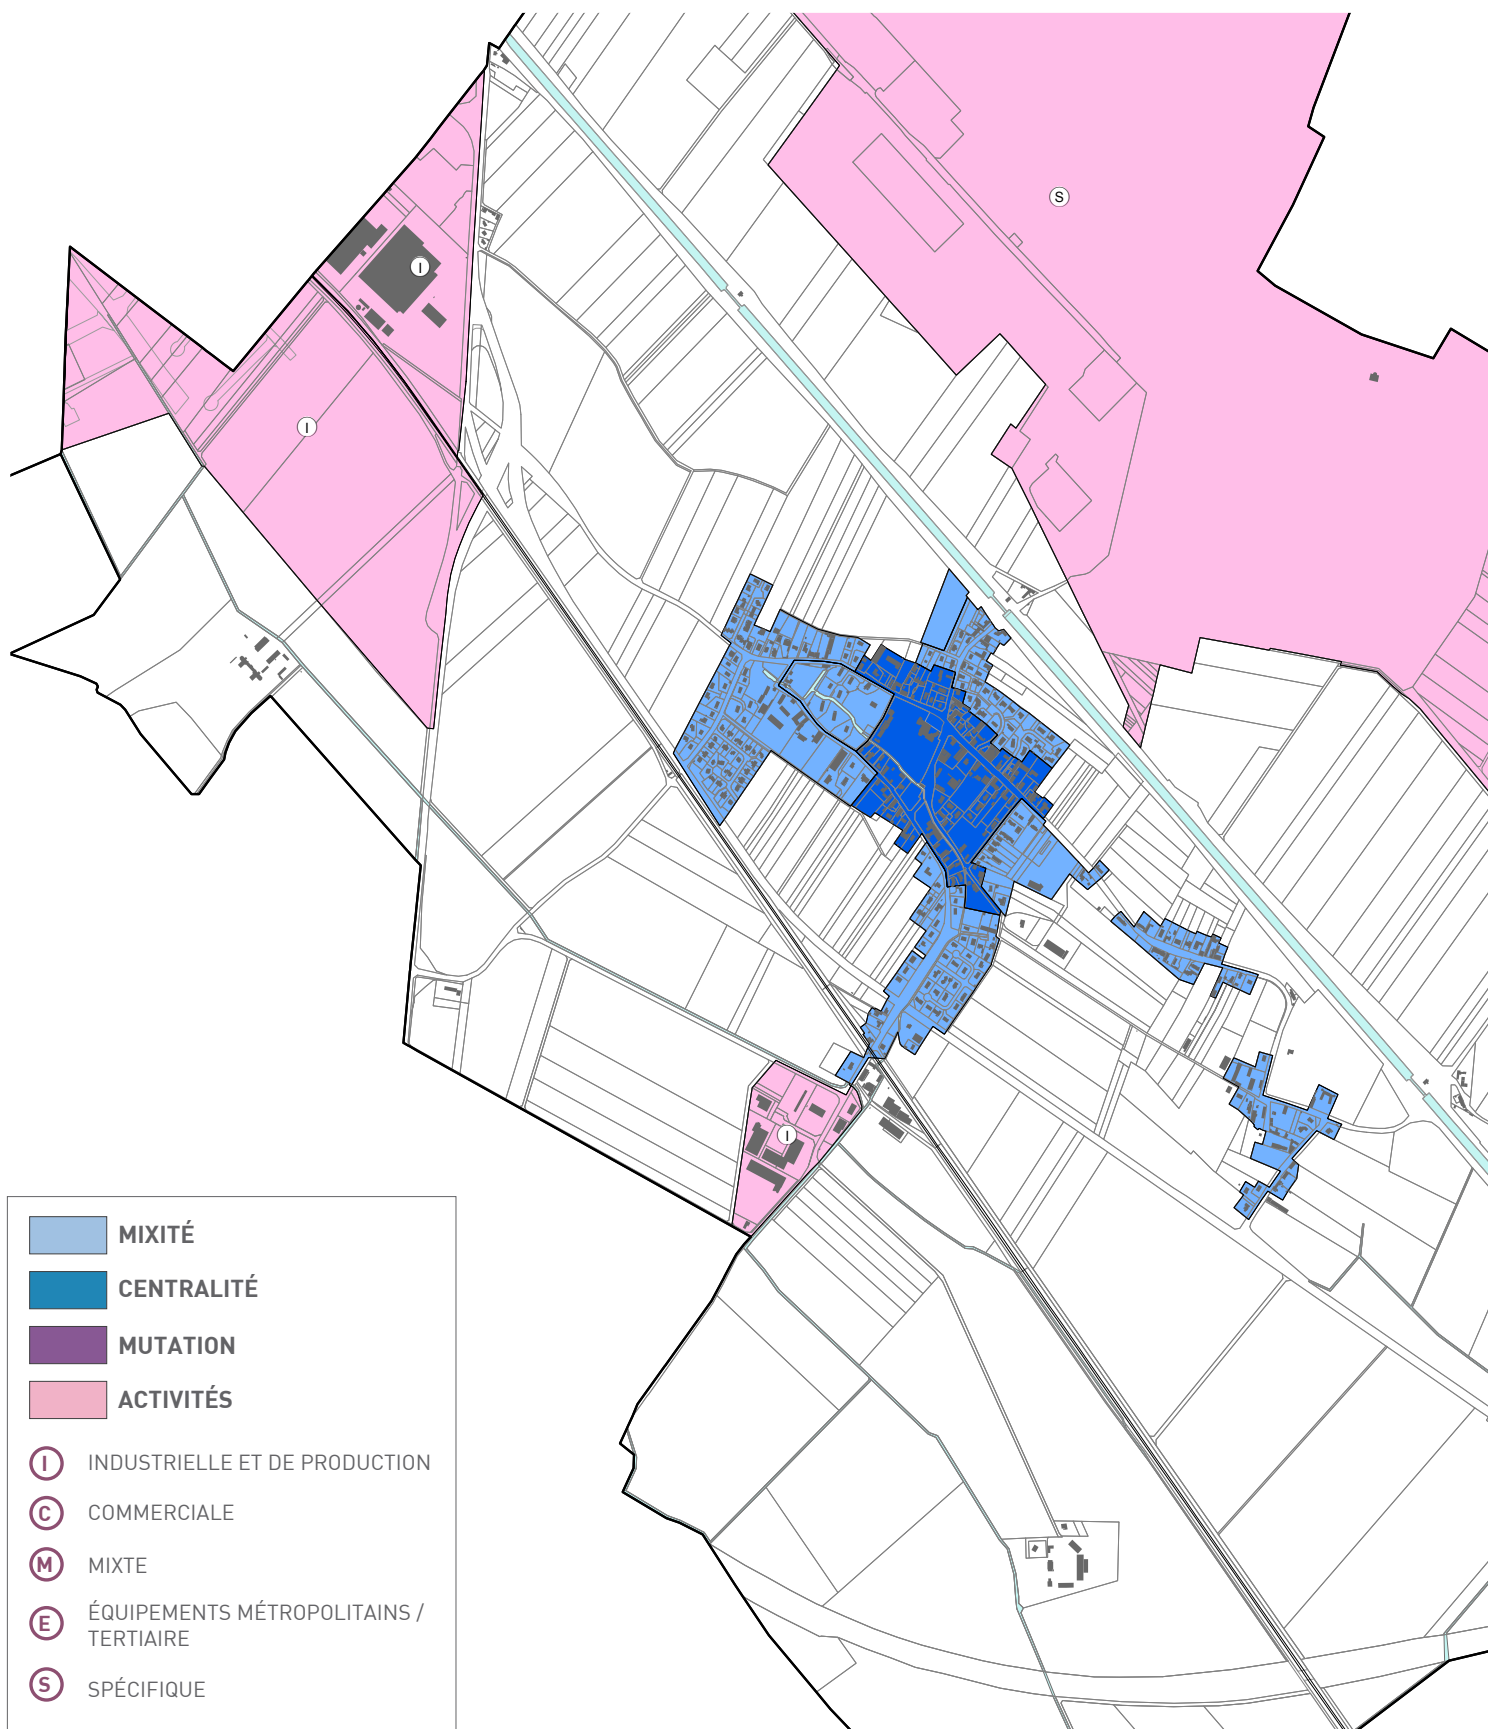 S
I
I
I
MIXITÉ
CENTRALITÉ
MUTATION
ACTIVITÉS
I INDUSTRIELLE ET DE PRODUCTION
C COMMERCIALE
M MIXTE
E ÉQUIPEMENTS MÉTROPOLITAINS /
TERTIAIRE
S SPÉCIFIQUE